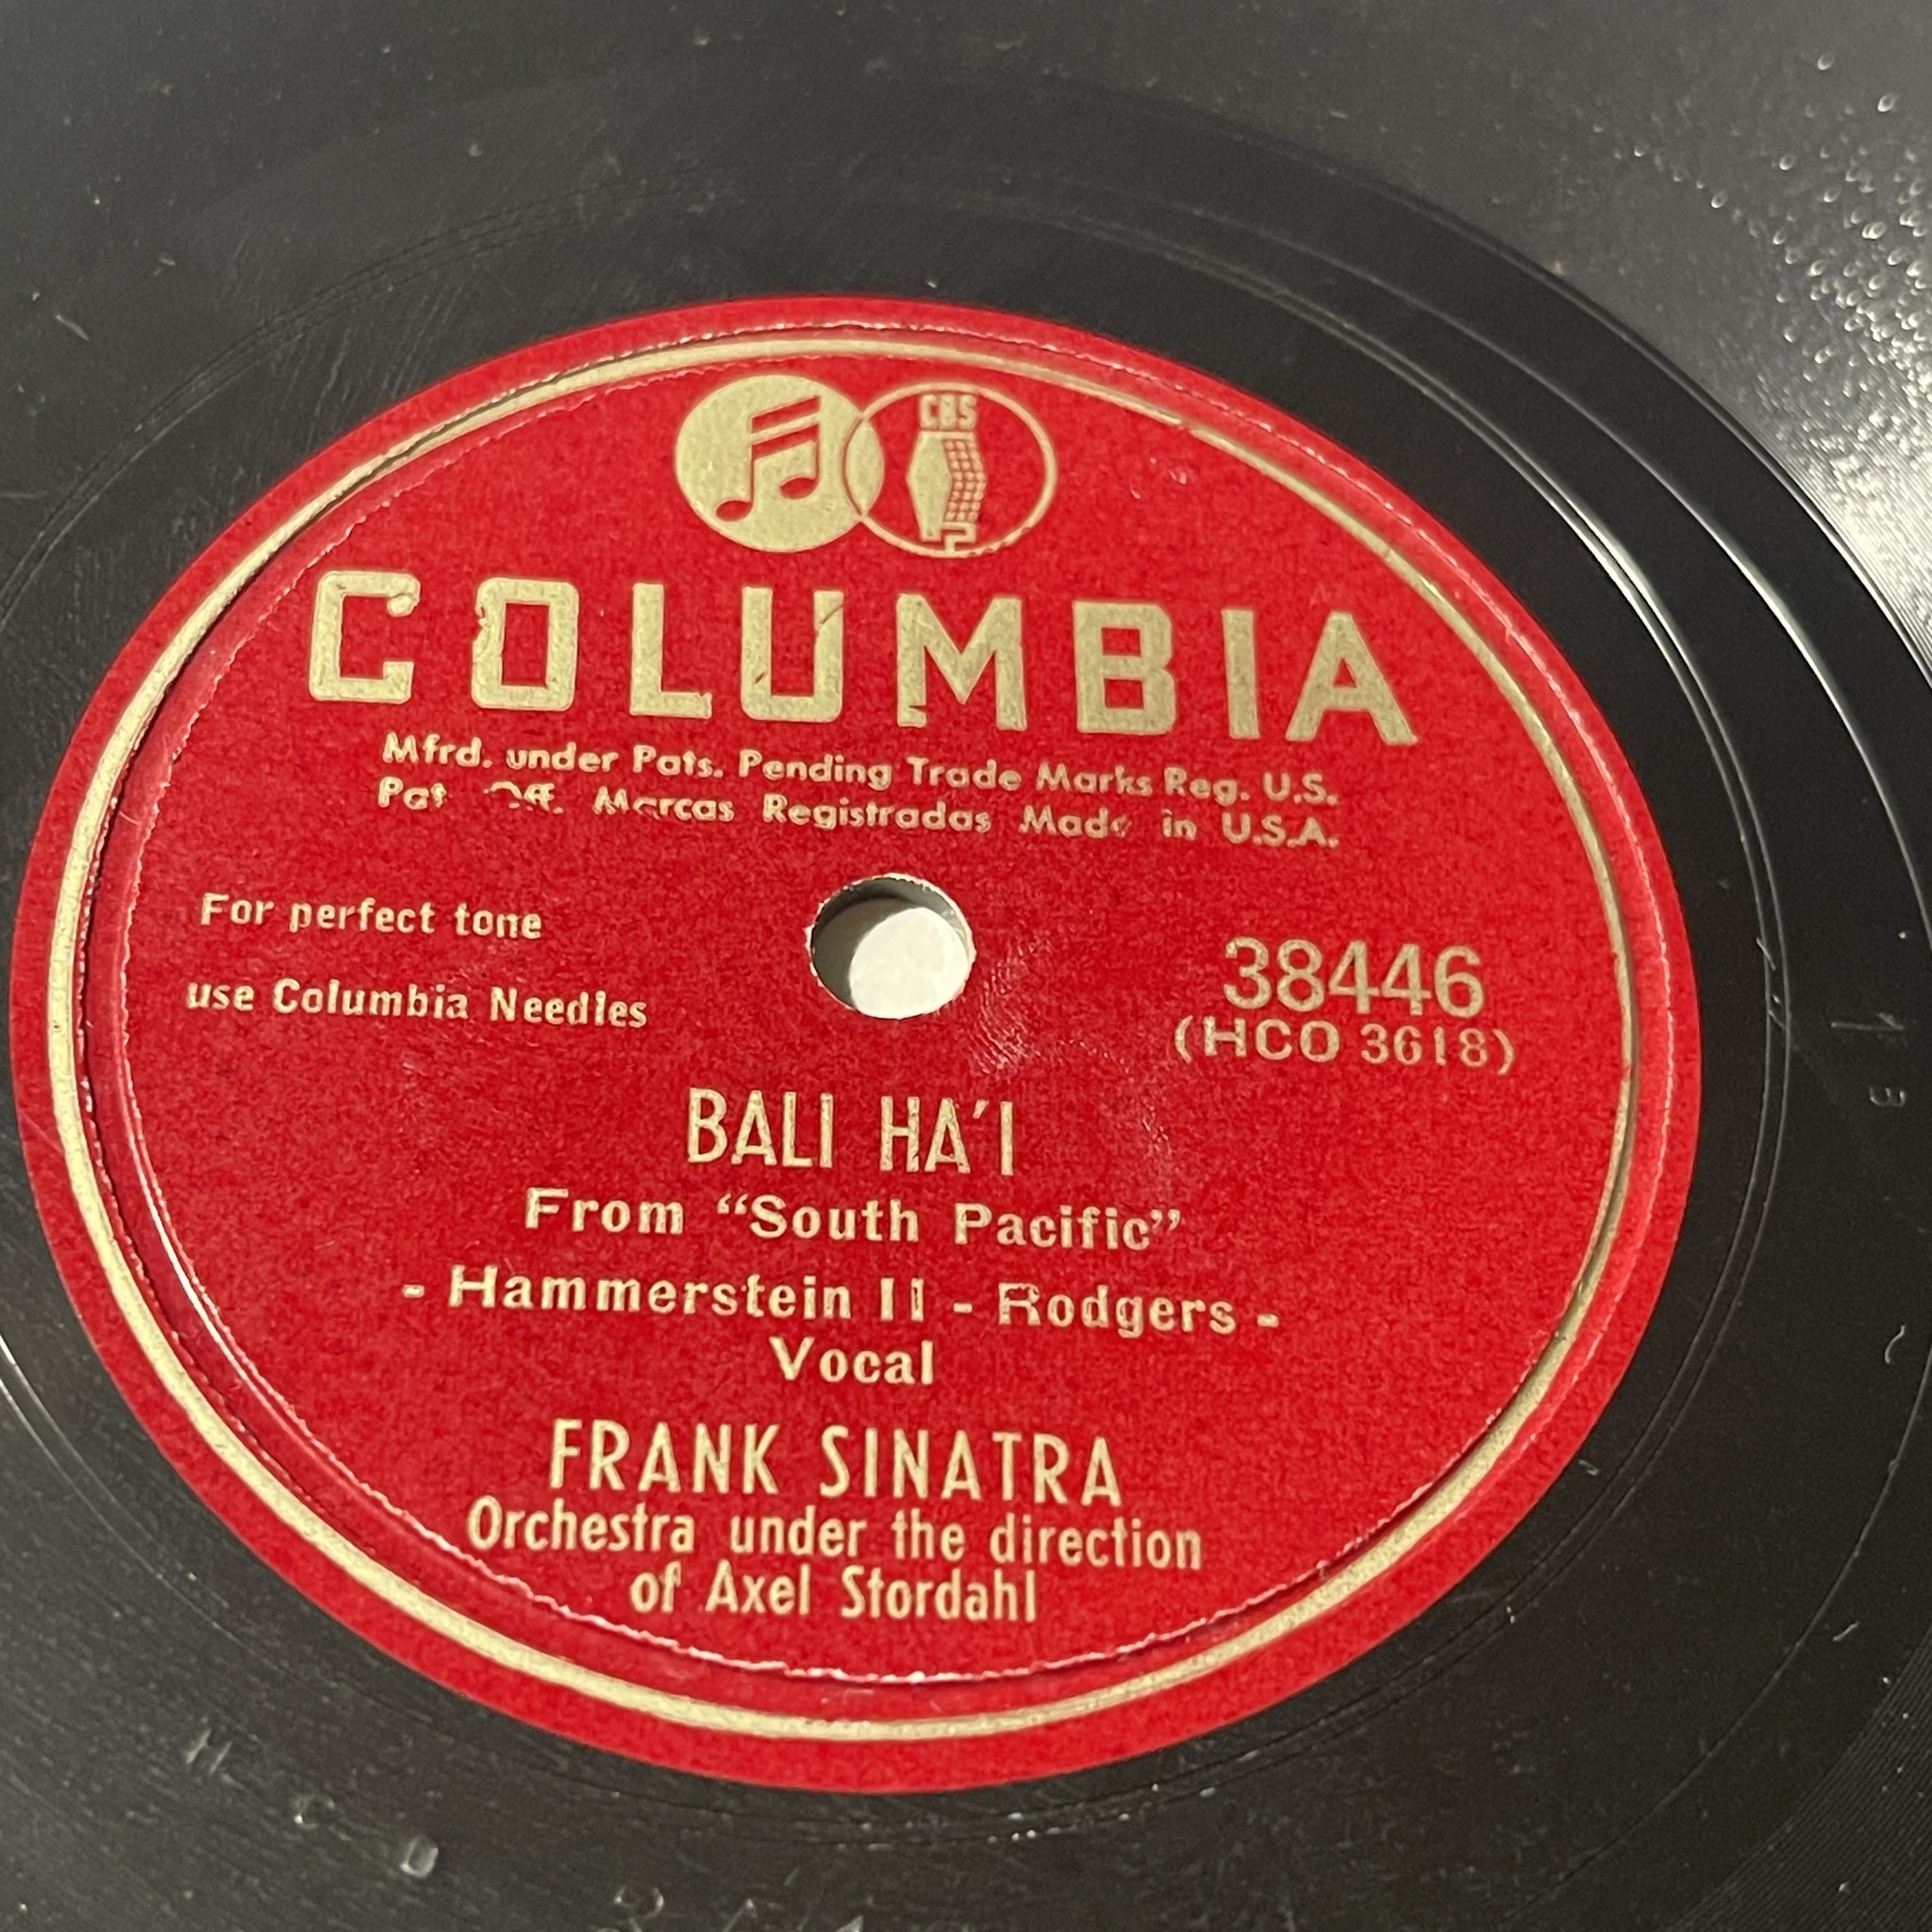 CBS
COLUMBIA
Mfrd. under Pats. Pending Trade Marks Reg. U.S.
Pat. Off. Marcas Registradas Made in U.S.A.
For perfect tone
use Columbia Needles
38446
(HCO 3618)
BALI HA'I
From “South Pacific”
- Hammerstein II - Rodgers -
Vocal
FRANK SINATRA
Orchestra under the direction
of Axel Stordahl